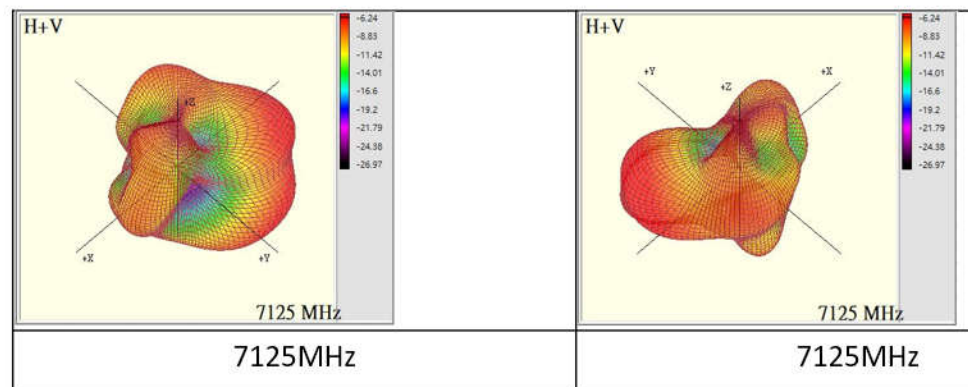 H+V
-6.24
-8.83
-11.42
-14.01
-16.6
-19.2
-21.79
-24.38
-26.97
+Z
+X
+Y
7125 MHz
H+V
-6.24
-8.83
-11.42
-14.01
-16.6
-19.2
-21.79
-24.38
-26.97
+Y
+Z
+X
7125 MHz
7125MHz
7125MHz